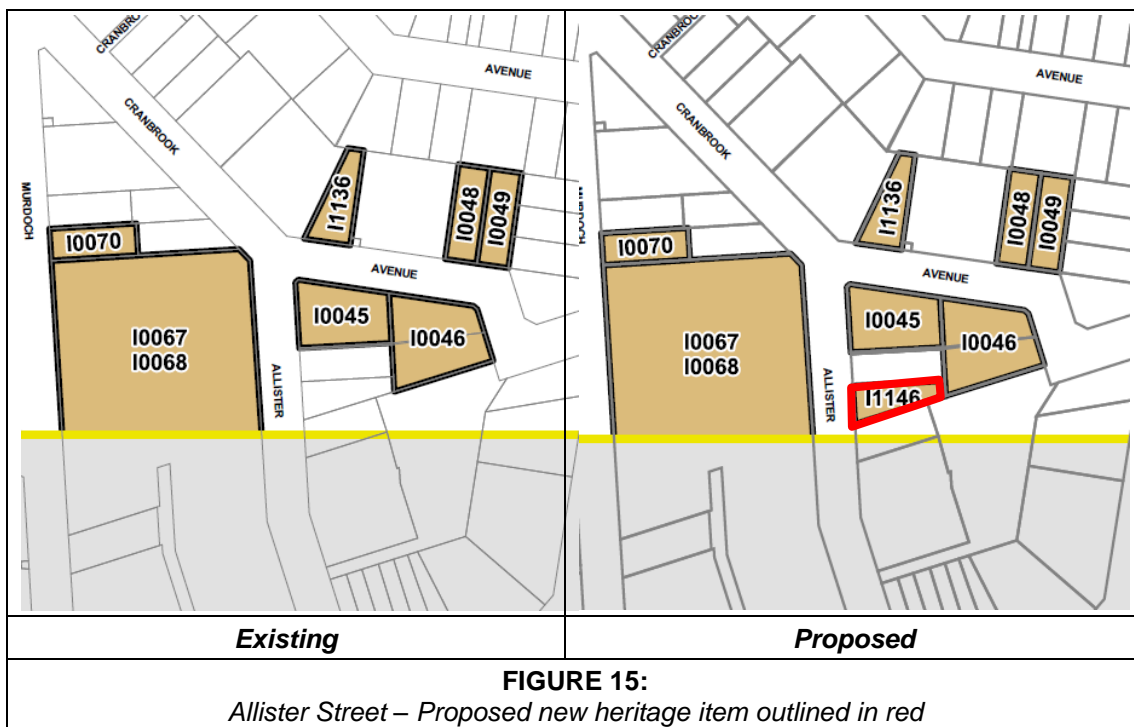 CRANBROOK
AVENUE
CRANBROOK
MURDOCH
I1136
I0048
I0049
I0070
AVENUE
I0045
I0046
I0067
I0068
ALLISTER
CRANBROOK
AVENUE
CRANBROOK
MURDOCH
I1136
I0048
I0049
I0070
AVENUE
I0045
I0046
I0067
I0068
ALLISTER
I1146
Existing
Proposed
FIGURE 15:
Allister Street – Proposed new heritage item outlined in red